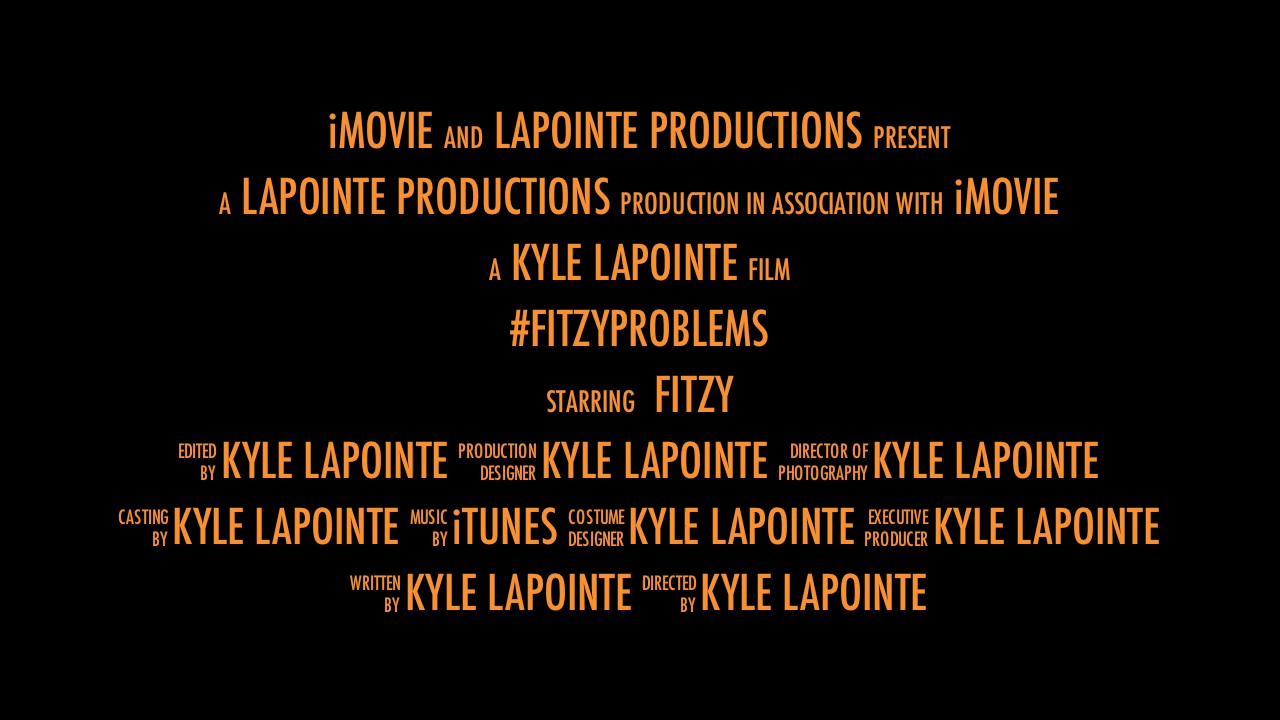 iMOVIE AND LAPOINTE PRODUCTIONS PRESENT
A LAPOINTE PRODUCTIONS PRODUCTION IN ASSOCIATION WITH iMOVIE
A KYLE LAPOINTE FILM
#FITZYPROBLEMS
STARRING FITZY
EDITED BY KYLE LAPOINTE PRODUCTION DESIGNER KYLE LAPOINTE DIRECTOR OF PHOTOGRAPHY KYLE LAPOINTE
CASTING BY KYLE LAPOINTE MUSIC BY iTUNES COSTUME DESIGNER KYLE LAPOINTE EXECUTIVE PRODUCER KYLE LAPOINTE
WRITTEN BY KYLE LAPOINTE DIRECTED BY KYLE LAPOINTE